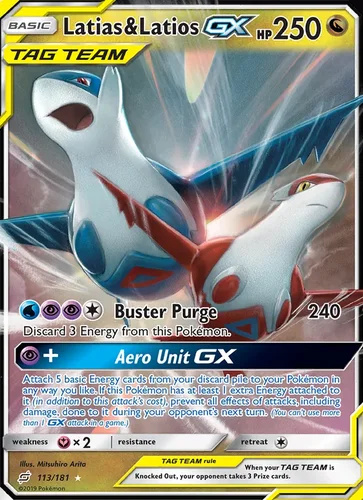 BASIC Latias&Latios GX HP 250
TAG TEAM
Buster Purge 240
Discard 3 Energy from this Pokémon.
+ Aero Unit GX
Attach 5 basic Energy cards from your discard pile to your Pokémon in
any way you like. If this Pokémon has at least 1 extra Energy attached to
it (in addition to this attack's cost), prevent all effects of attacks, including
damage, done to it during your opponent's next turn. (You can't use more
than 1 GX attack in a game.)
weakness ×2 resistance retreat
Illus. Mitsuhiro Arita
113/181
©2019 Pokémon
TAG TEAM rule
When your TAG TEAM is
Knocked Out, your opponent takes 3 Prize cards.